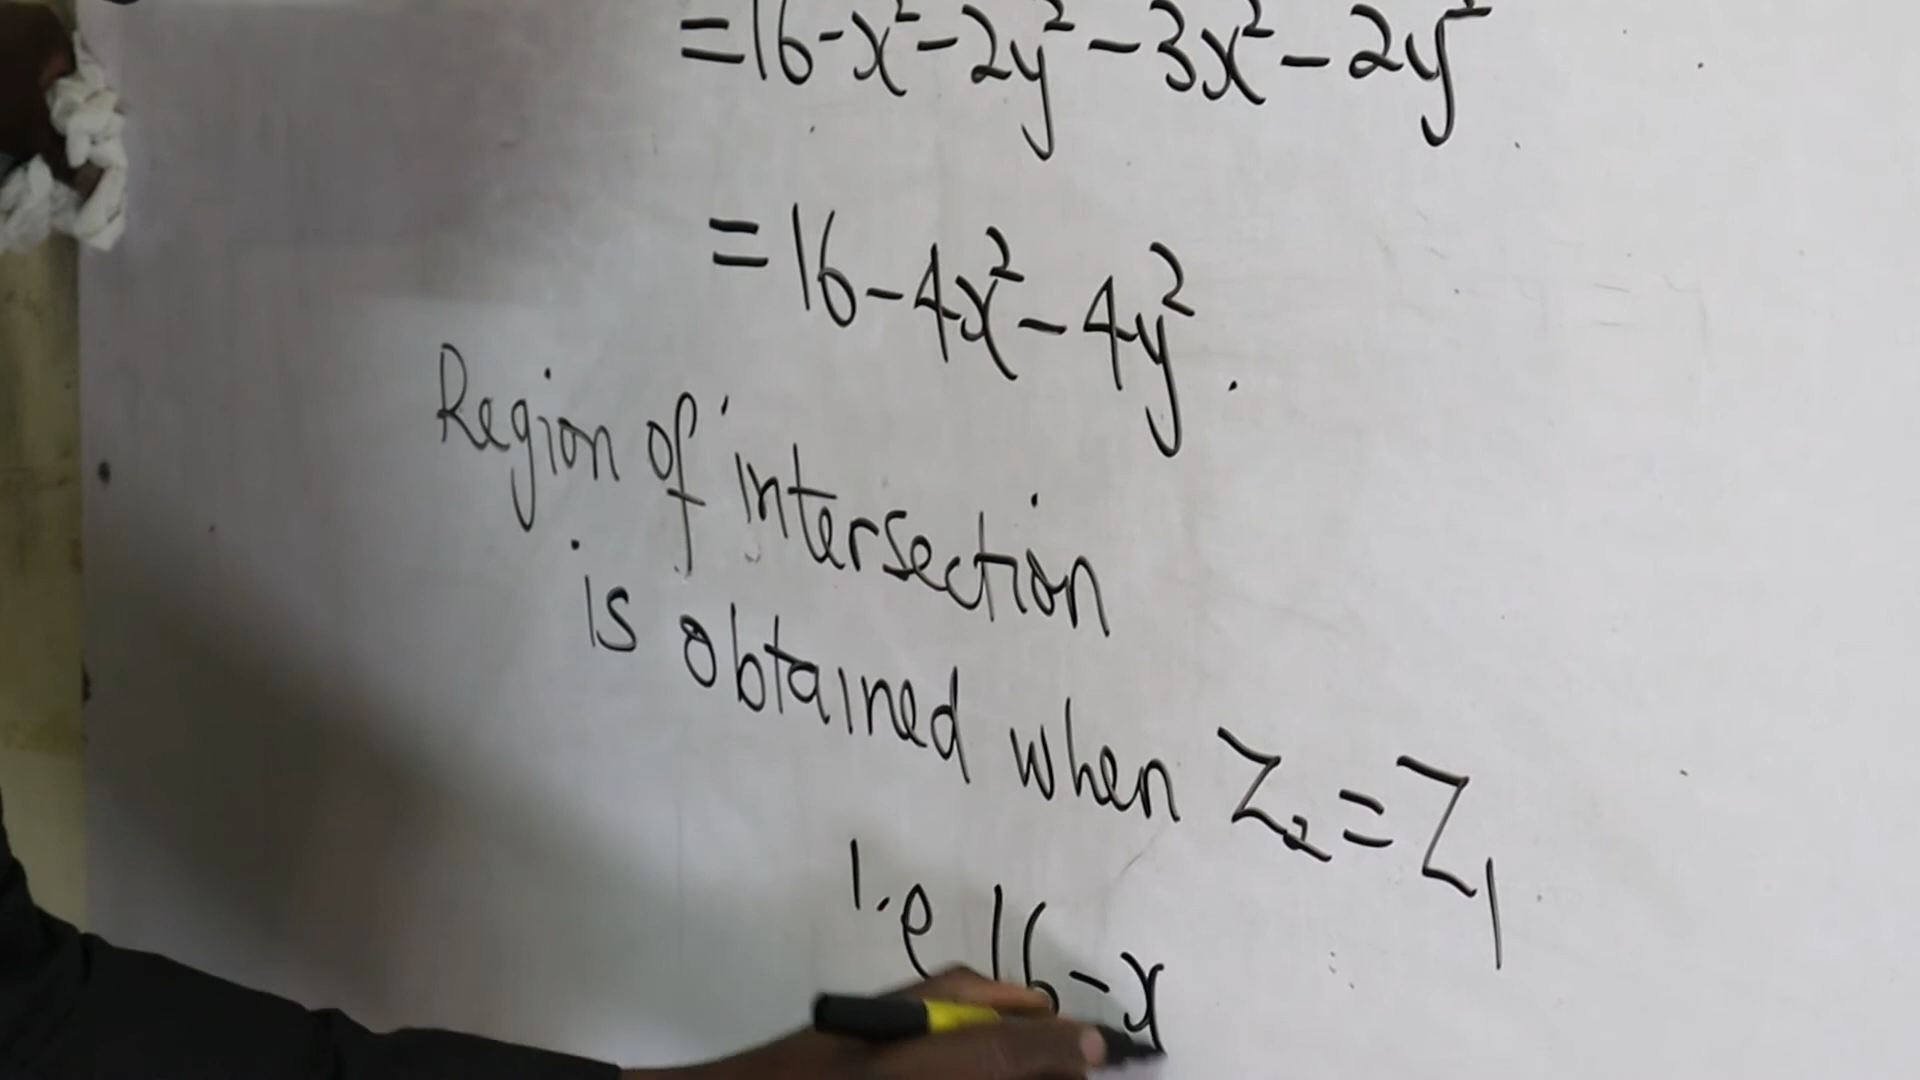 =16-x²-2y²-3x²-2y²
=16-4x²-4y².
Region of intersection
is obtained when Z₂=Z₁
i.e 16-x